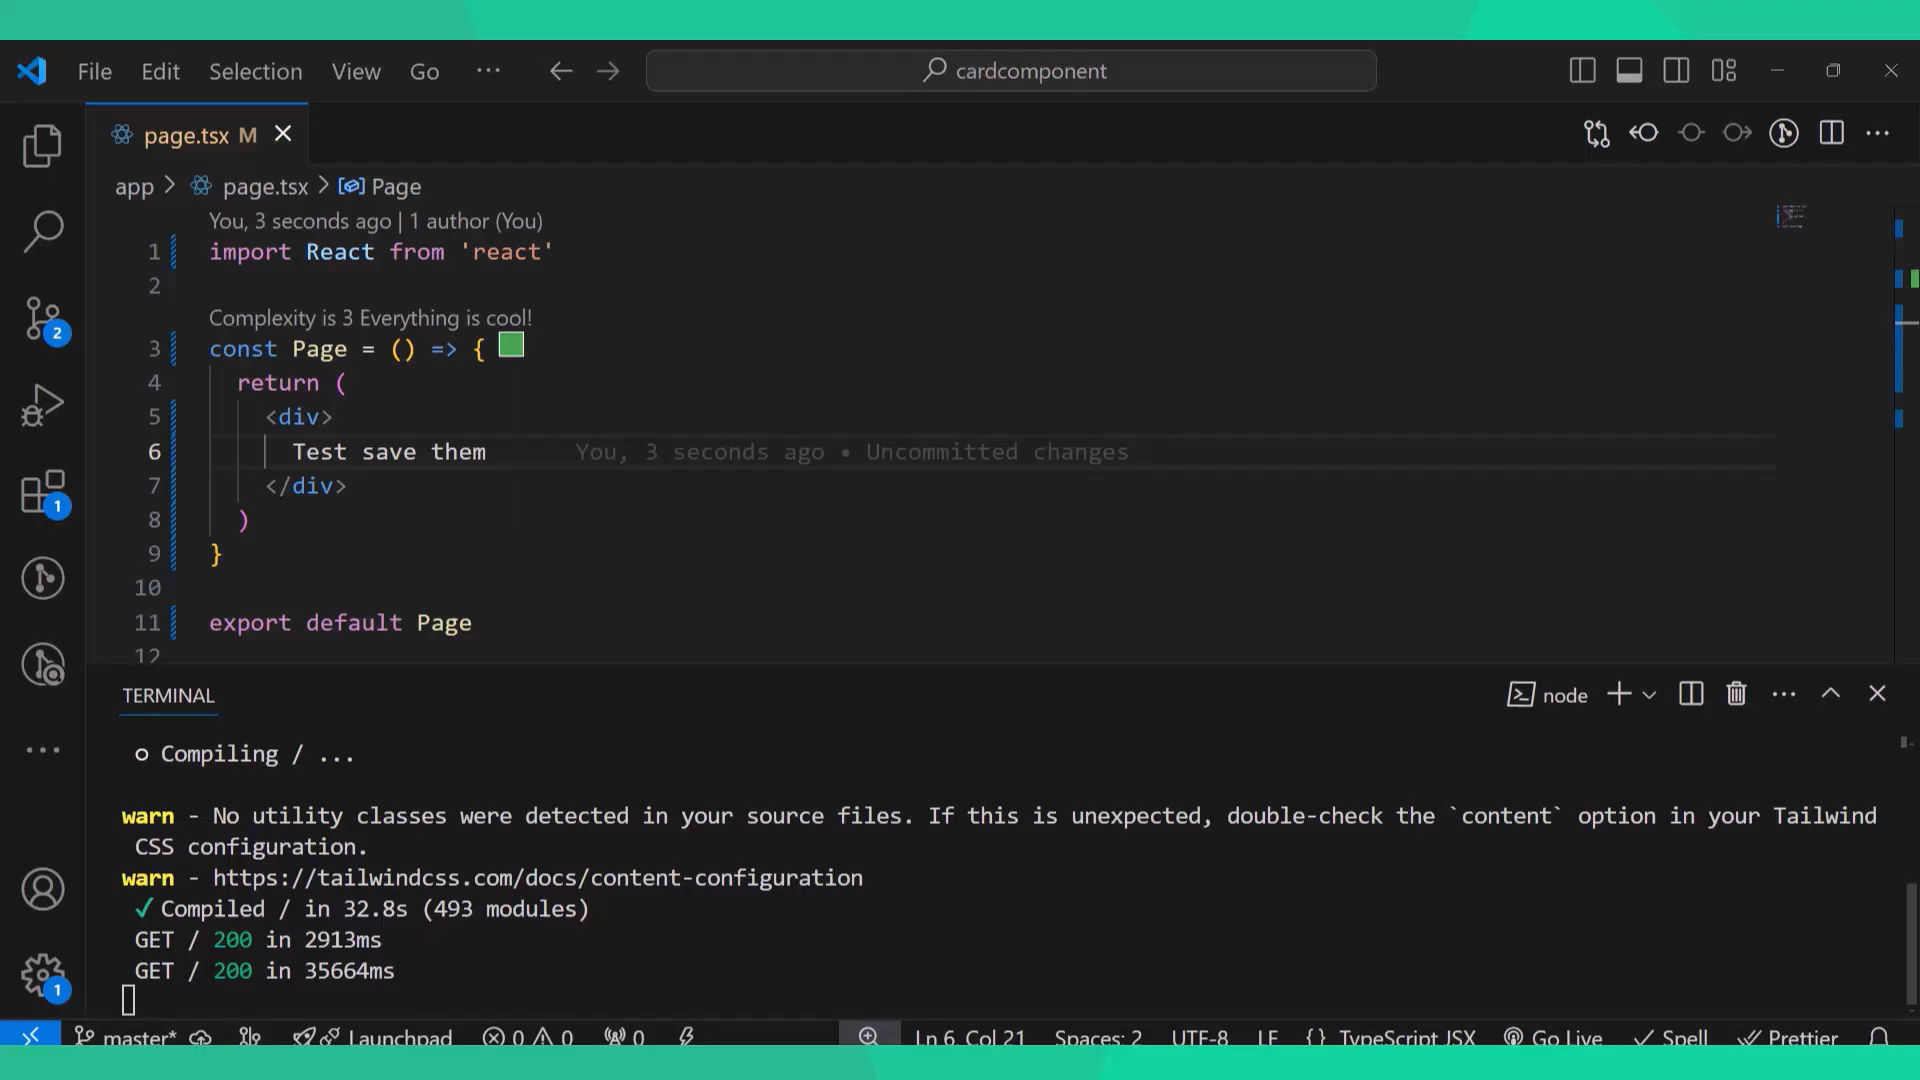 File Edit Selection View Go ··· cardcomponent
page.tsx M
app > page.tsx > Page
You, 3 seconds ago | 1 author (You)
1 import React from 'react'
2
Complexity is 3 Everything is cool!
3 const Page = () => {
4 return (
5 <div>
6 Test save them You, 3 seconds ago • Uncommitted changes
7 </div>
8 )
9 }
10
11 export default Page
12
2
1
1
TERMINAL node
○ Compiling / ...
warn - No utility classes were detected in your source files. If this is unexpected, double-check the `content` option in your Tailwind
CSS configuration.
warn - https://tailwindcss.com/docs/content-configuration
✓ Compiled / in 32.8s (493 modules)
GET / 200 in 2913ms
GET / 200 in 35664ms
master* Launchpad 0 0 0 Ln 6, Col 21 Spaces: 2 UTF-8 LF {} TypeScript JSX Go Live Spell Prettier